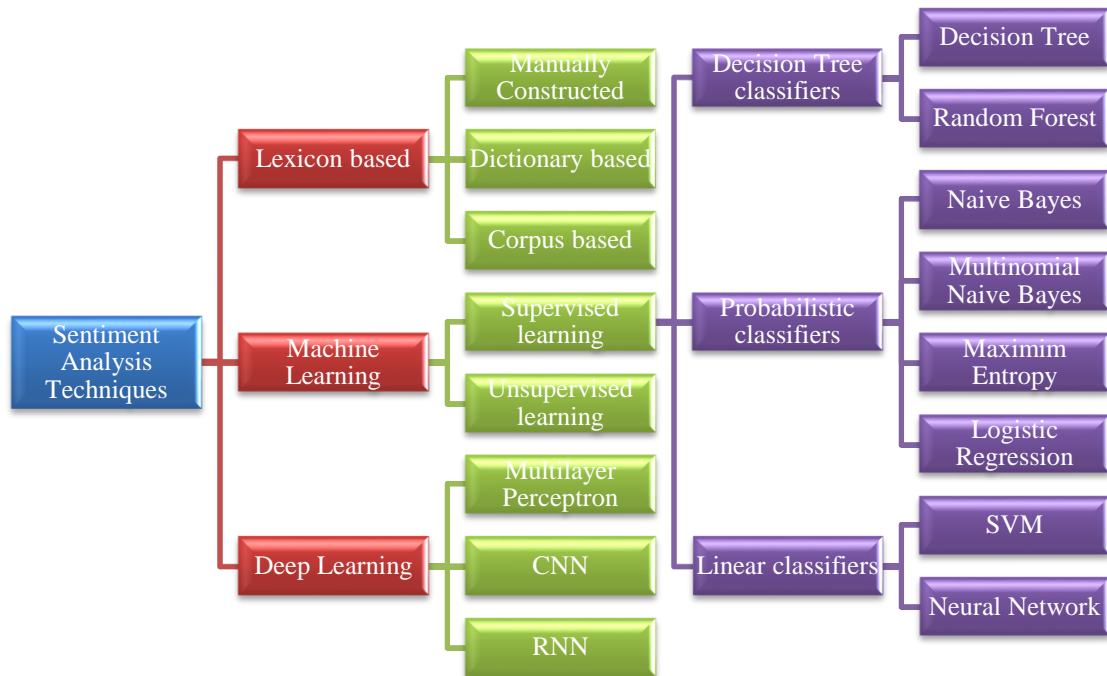 Sentiment
Analysis
Techniques
Lexicon based
Machine
Learning
Deep Learning
Manually
Constructed
Dictionary based
Corpus based
Supervised
learning
Unsupervised
learning
Multilayer
Perceptron
CNN
RNN
Decision Tree
classifiers
Probabilistic
classifiers
Linear classifiers
Decision Tree
Random Forest
Naive Bayes
Multinomial
Naive Bayes
Maximim
Entropy
Logistic
Regression
SVM
Neural Network